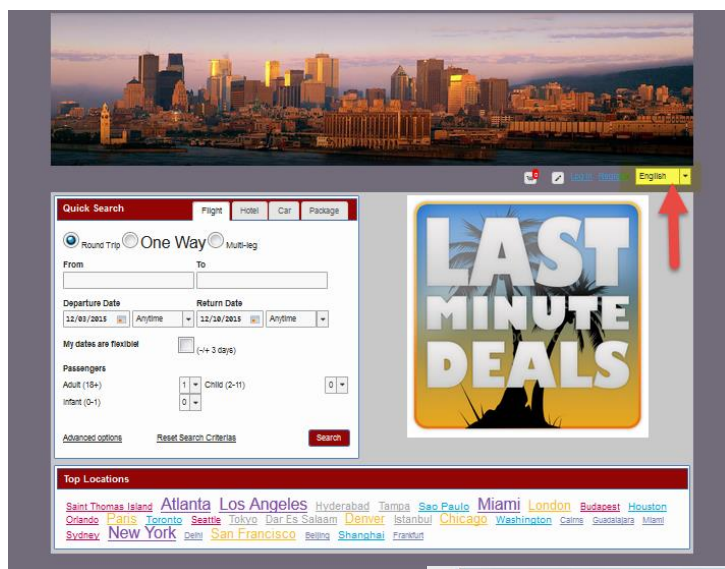 Log In English
Quick Search Flight Hotel Car Package
Round Trip One Way Multi-leg
From To
Departure Date Return Date
12/03/2015 Anytime 12/10/2015 Anytime
My dates are flexible! (-/+ 3 days)
Passengers
Adult (18+) 1 Child (2-11) 0
Infant (0-1) 0
Advanced options Reset Search Criterias Search
LAST
MINUTE
DEALS
Top Locations
Saint Thomas Island Atlanta Los Angeles Hyderabad Tampa Sao Paulo Miami London Budapest Houston
Orlando Paris Toronto Seattle Tokyo Dar Es Salaam Denver Istanbul Chicago Washington Cairns Guadalajara Miami
Sydney New York Delhi San Francisco Beijing Shanghai Frankfurt